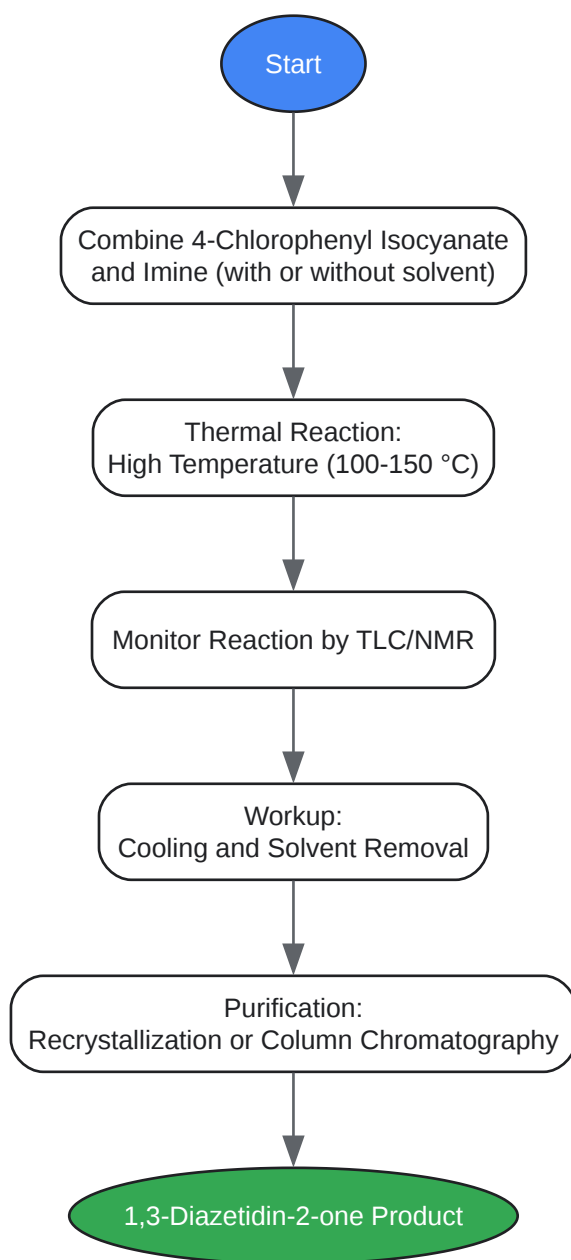 Start
Combine 4-Chlorophenyl Isocyanate
and Imine (with or without solvent)
Thermal Reaction:
High Temperature (100-150 °C)
Monitor Reaction by TLC/NMR
Workup:
Cooling and Solvent Removal
Purification:
Recrystallization or Column Chromatography
1,3-Diazetidin-2-one Product